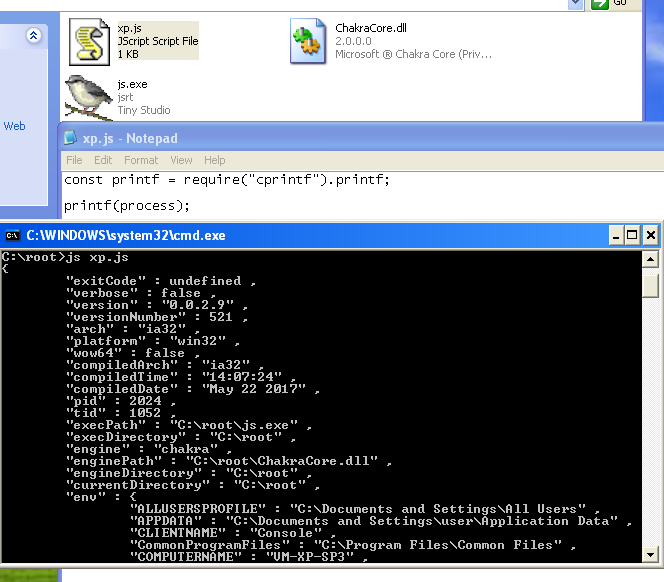 GO
xp.js
JScript Script File
1 KB
ChakraCore.dll
2.0.0.0
Microsoft ® Chakra Core (Priv...
js.exe
jsrt
Tiny Studio
Web
xp.js - Notepad
File Edit Format View Help
const printf = require("cprintf").printf;
printf(process);
C:\WINDOWS\system32\cmd.exe
C:\root>js xp.js
{
"exitCode" : undefined ,
"verbose" : false ,
"version" : "0.0.2.9" ,
"versionNumber" : 521 ,
"arch" : "ia32" ,
"platform" : "win32" ,
"wow64" : false ,
"compiledArch" : "ia32" ,
"compiledTime" : "14:07:24" ,
"compiledDate" : "May 22 2017" ,
"pid" : 2024 ,
"tid" : 1052 ,
"execPath" : "C:\root\js.exe" ,
"execDirectory" : "C:\root" ,
"engine" : "chakra" ,
"enginePath" : "C:\root\ChakraCore.dll" ,
"engineDirectory" : "C:\root" ,
"currentDirectory" : "C:\root" ,
"env" : {
"ALLUSERSPROFILE" : "C:\Documents and Settings\All Users" ,
"APPDATA" : "C:\Documents and Settings\user\Application Data" ,
"CLIENTNAME" : "Console" ,
"CommonProgramFiles" : "C:\Program Files\Common Files" ,
"COMPUTERNAME" : "VM-XP-SP3" ,